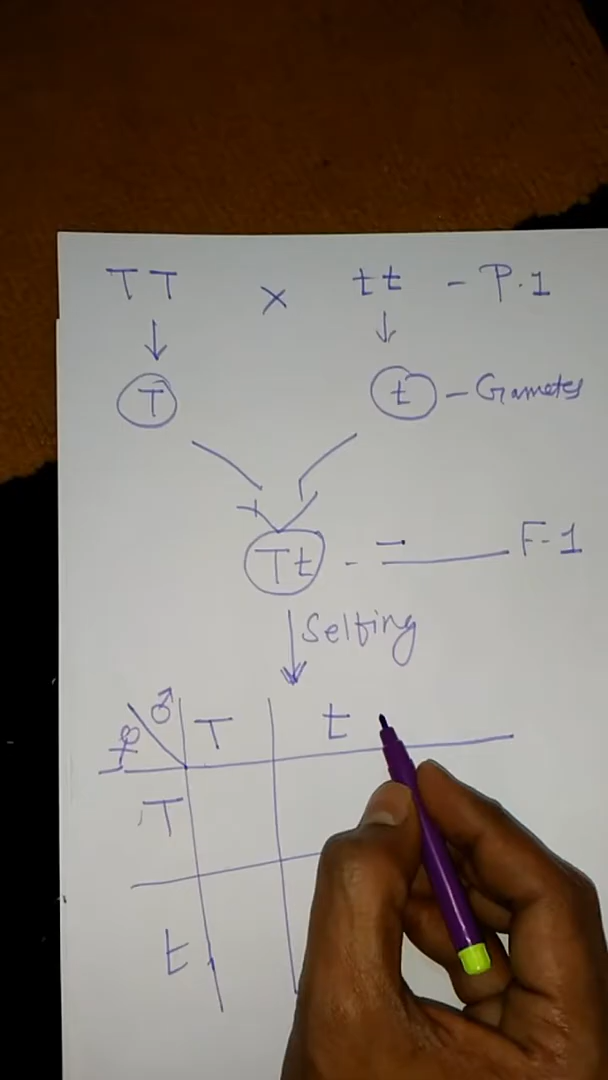 TT × tt - P.1
T t - Gametes
Tt - F-1
Selfing
♀ ♂ T t
T
t